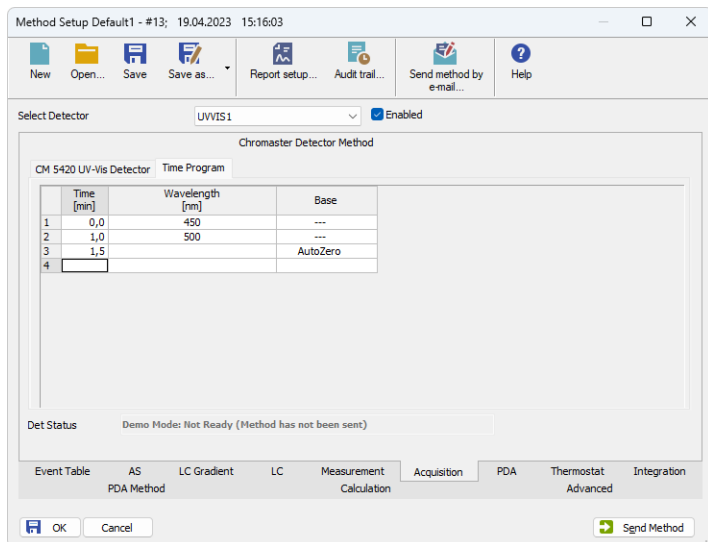 Method Setup Default1 - #13; 19.04.2023 15:16:03
New Open... Save Save as... Report setup... Audit trail... Send method by e-mail... Help
Select Detector UVVIS1 Enabled
Chromaster Detector Method
CM 5420 UV-Vis Detector Time Program
Time [min] Wavelength [nm] Base
1 0,0 450 ---
2 1,0 500 ---
3 1,5 AutoZero
4
Det Status Demo Mode: Not Ready (Method has not been sent)
Event Table AS LC Gradient LC Measurement Acquisition PDA Thermostat Integration
PDA Method Calculation Advanced
OK Cancel Send Method